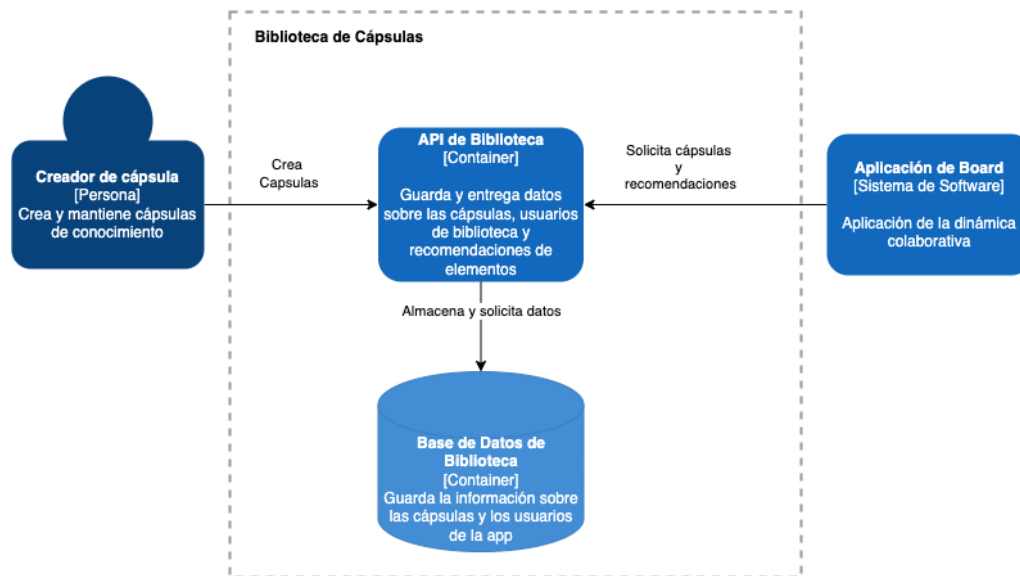 Biblioteca de Cápsulas
Creador de cápsula
[Persona]
Crea y mantiene cápsulas
de conocimiento
Crea
Capsulas
API de Biblioteca
[Container]
Guarda y entrega datos
sobre las cápsulas, usuarios
de biblioteca y
recomendaciones de
elementos
Solicita cápsulas
y
recomendaciones
Aplicación de Board
[Sistema de Software]
Aplicación de la dinámica
colaborativa
Almacena y solicita datos
Base de Datos de
Biblioteca
[Container]
Guarda la información sobre
las cápsulas y los usuarios
de la app